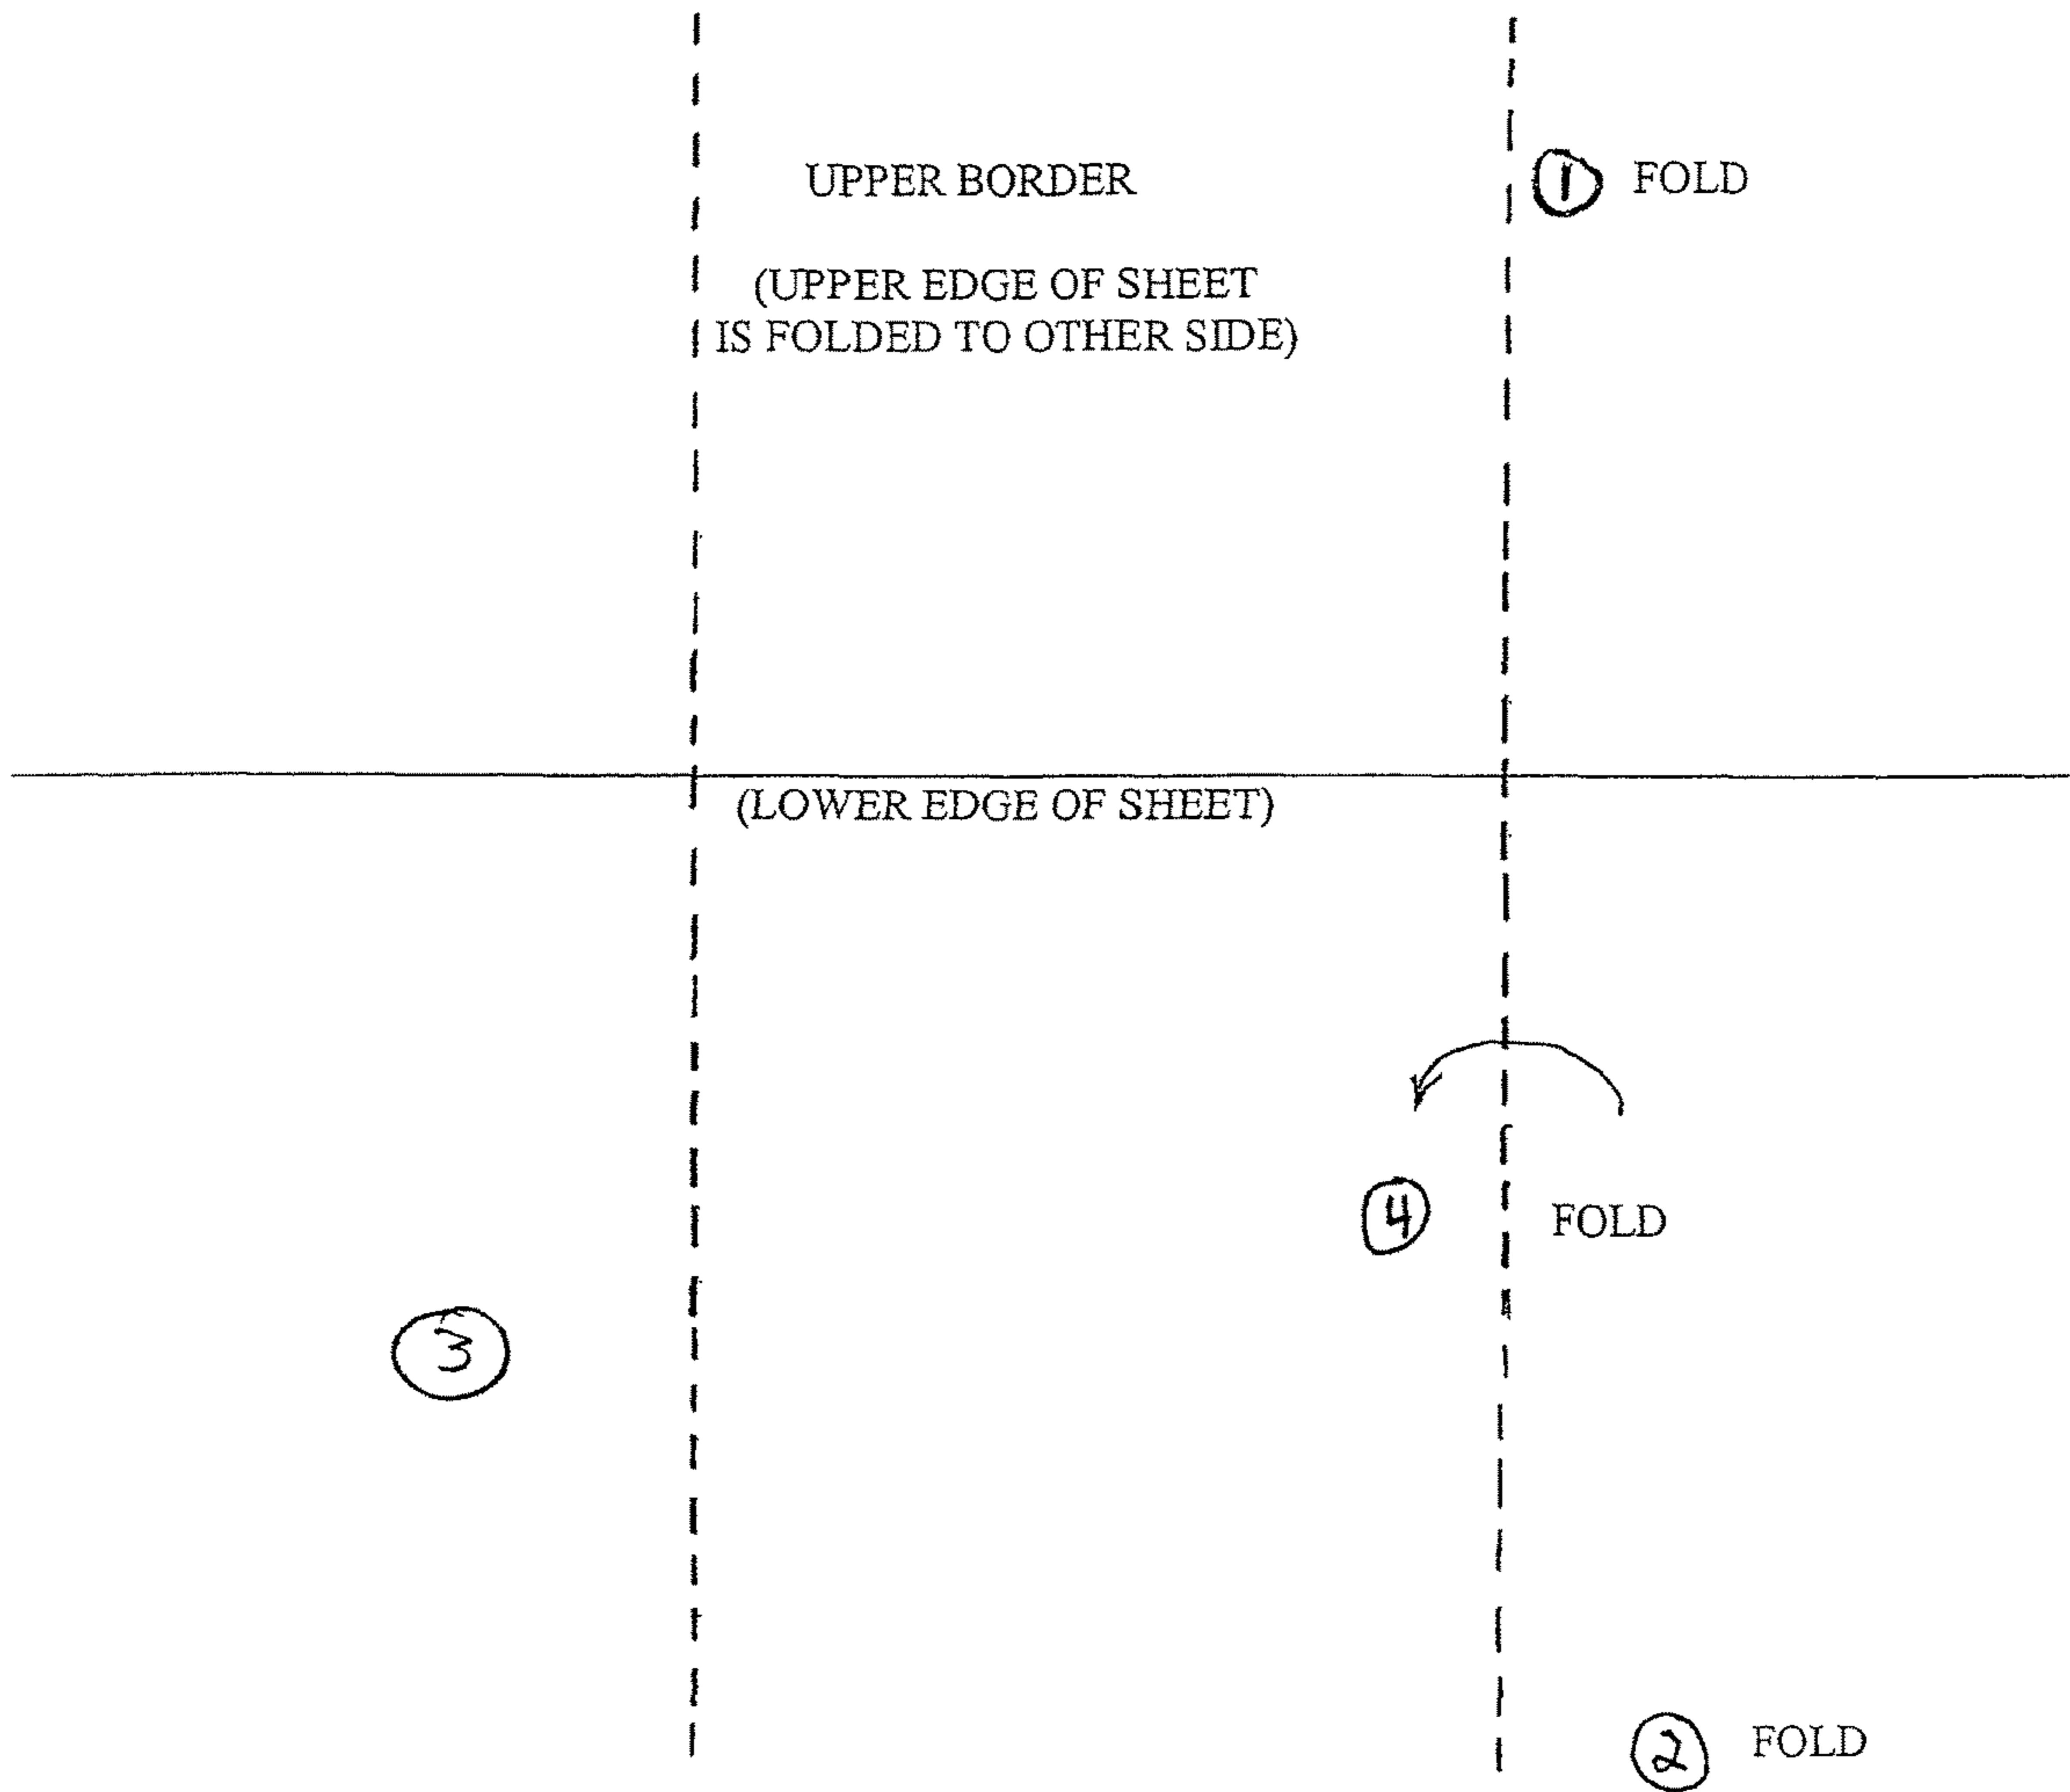 UPPER BORDER
1 FOLD
(UPPER EDGE OF SHEET
IS FOLDED TO OTHER SIDE)
(LOWER EDGE OF SHEET)
4 FOLD
3
2 FOLD